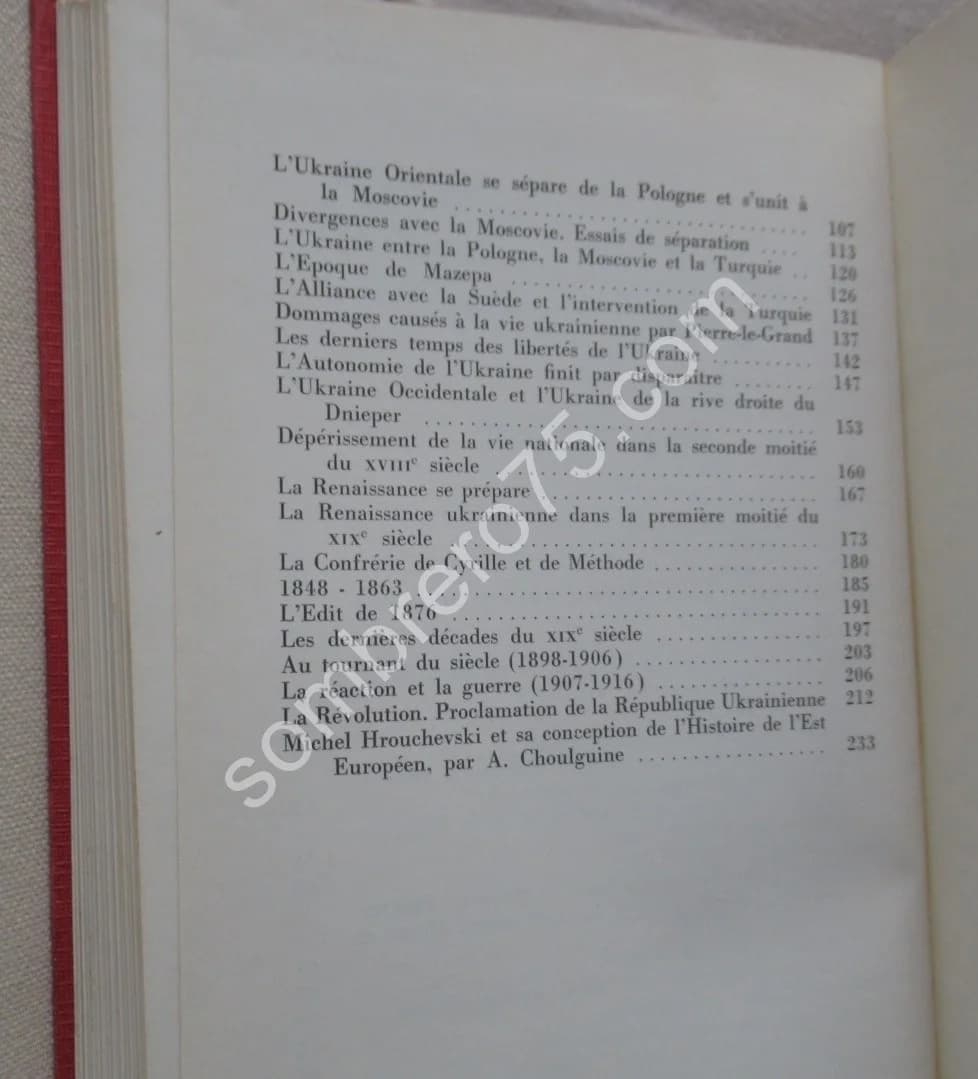 L'Ukraine Orientale se sépare de la Pologne et s'unit à
la Moscovie .......... 107
Divergences avec la Moscovie. Essais de séparation .... 113
L'Ukraine entre la Pologne, la Moscovie et la Turquie .. 120
L'Epoque de Mazepa .......... 126
L'Alliance avec la Suède et l'intervention de la Turquie 131
Dommages causés à la vie ukrainienne par Pierre-le-Grand 137
Les derniers temps des libertés de l'Ukraine .......... 142
L'Autonomie de l'Ukraine finit par disparaître ........ 147
L'Ukraine Occidentale et l'Ukraine de la rive droite du
Dnieper .......... 153
Dépérissement de la vie nationale dans la seconde moitié
du XVIIIe siècle .......... 160
La Renaissance se prépare .......... 167
La Renaissance ukrainienne dans la première moitié du
XIXe siècle .......... 173
La Confrérie de Cyrille et de Méthode .......... 180
1848 - 1863 .......... 185
L'Edit de 1876 .......... 191
Les dernières décades du XIXe siècle .......... 197
Au tournant du siècle (1898-1906) .......... 203
La réaction et la guerre (1907-1916) .......... 206
La Révolution. Proclamation de la République Ukrainienne 212
Michel Hrouchevski et sa conception de l'Histoire de l'Est
Européen, par A. Choulguine .......... 233
sombrero75.com